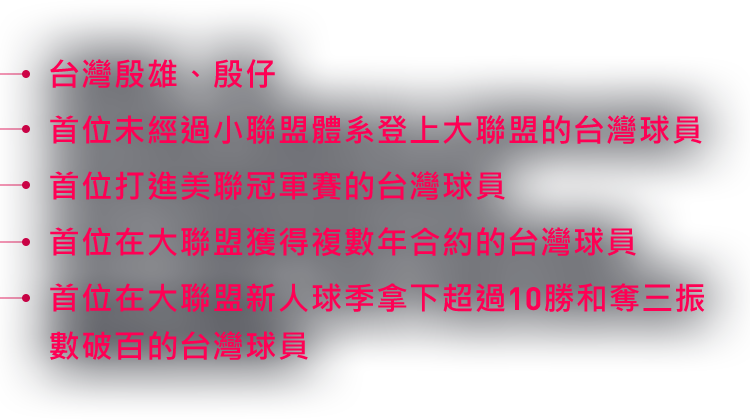 台灣殷雄、殷仔
首位未經過小聯盟體系登上大聯盟的台灣球員
首位打進美聯冠軍賽的台灣球員
首位在大聯盟獲得複數年合約的台灣球員
首位在大聯盟新人球季拿下超過10勝和奪三振
數破百的台灣球員